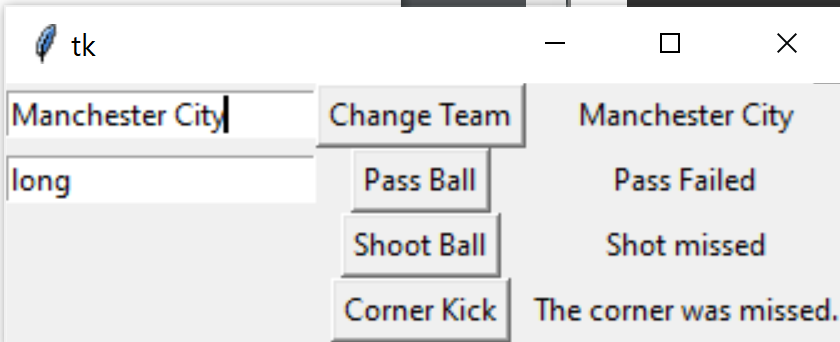 tk
Manchester City Change Team Manchester City
long Pass Ball Pass Failed
Shoot Ball Shot missed
Corner Kick The corner was missed.